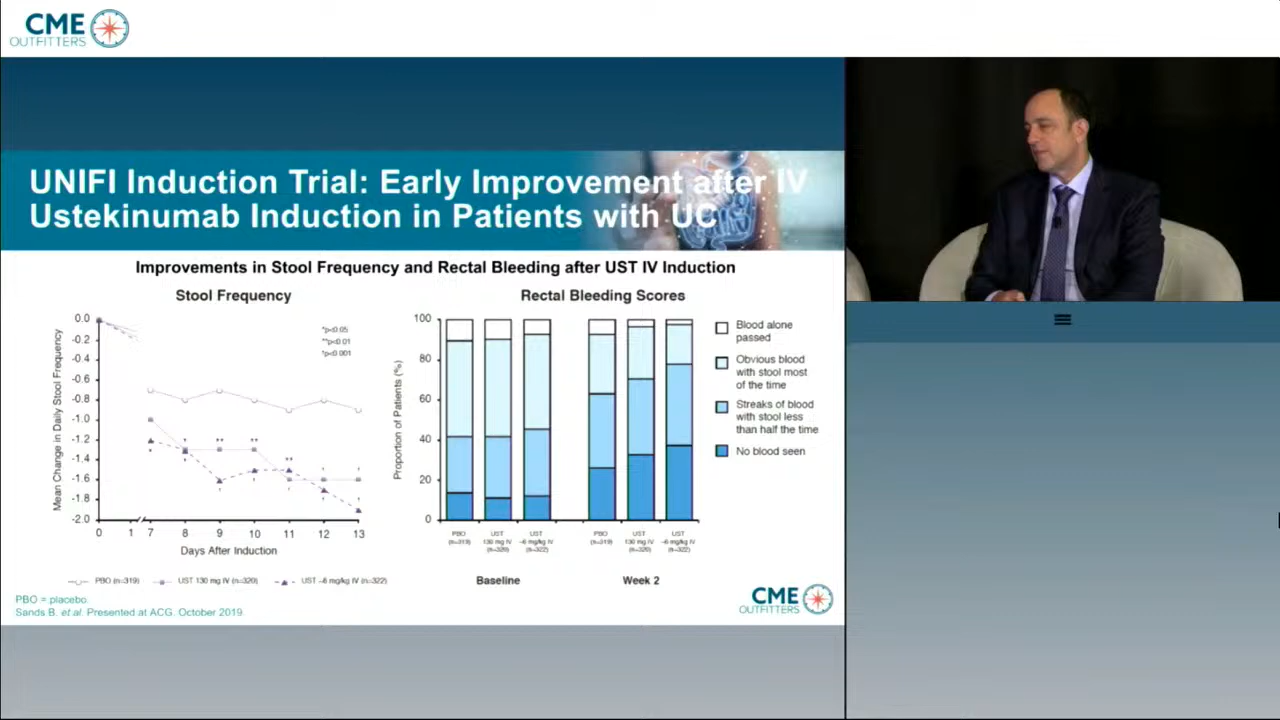 CME
OUTFITTERS
UNIFI Induction Trial: Early Improvement after IV
Ustekinumab Induction in Patients with UC
Improvements in Stool Frequency and Rectal Bleeding after UST IV Induction
Stool Frequency
Mean Change in Daily Stool Frequency
0.0
-0.2
-0.4
-0.6
-0.8
-1.0
-1.2
-1.4
-1.6
-1.8
-2.0
*p<0.05
**p<0.01
†p<0.001
0 1 7 8 9 10 11 12 13
Days After Induction
PBO (n=319) UST 130 mg IV (n=320) UST ~6 mg/kg IV (n=322)
Rectal Bleeding Scores
Proportion of Patients (%)
100
80
60
40
20
0
PBO
(n=319)
UST
130 mg IV
(n=320)
UST
~6 mg/kg IV
(n=322)
PBO
(n=319)
UST
130 mg IV
(n=320)
UST
~6 mg/kg IV
(n=322)
Baseline
Week 2
Blood alone
passed
Obvious blood
with stool most
of the time
Streaks of blood
with stool less
than half the time
No blood seen
PBO = placebo.
Sands B. et al. Presented at ACG. October 2019.
CME
OUTFITTERS